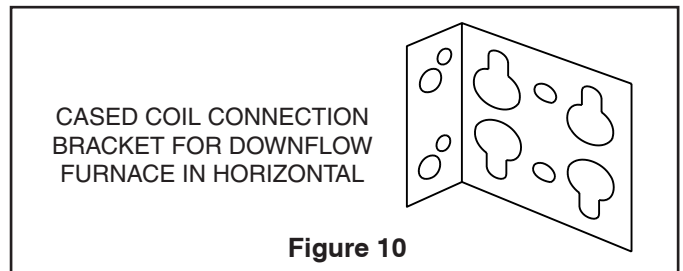 CASED COIL CONNECTION
BRACKET FOR DOWNFLOW
FURNACE IN HORIZONTAL
Figure 10